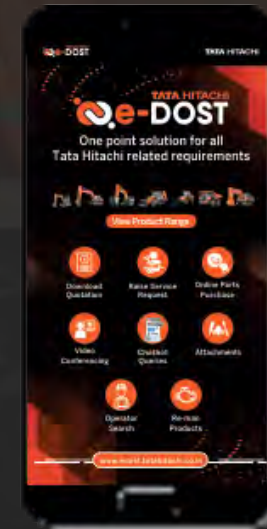 e-DOST
TATA HITACHI
TATA HITACHI
e-DOST
One point solution for all
Tata Hitachi related requirements
View Product Range
Download
Quotation
Raise Service
Request
Online Parts
Purchase
Video
Conferencing
Chatbot
Queries
Attachments
Operator
Search
Re-man
Products